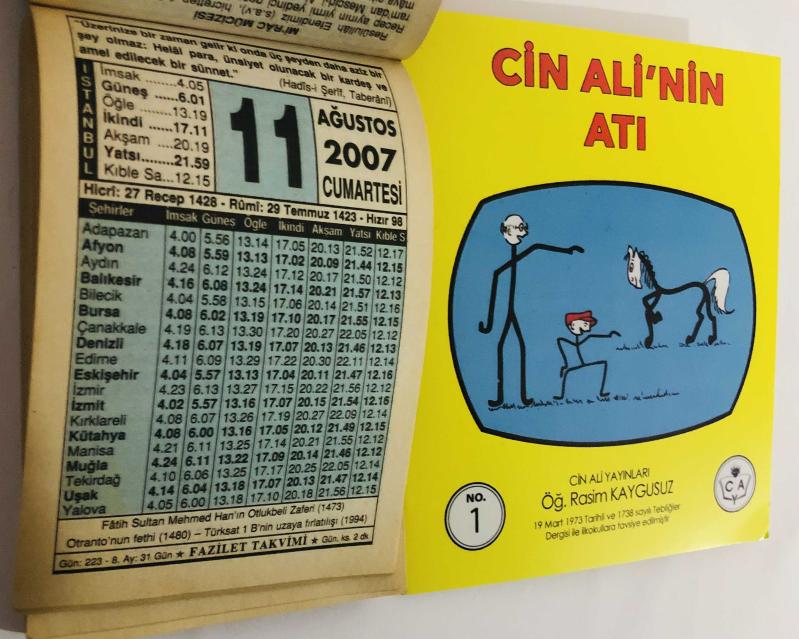 Mİ'RÂC MÛCİZESİ
"Üzerinize bir zaman gelir ki onda üç şeyden daha aziz bir
şey olmaz: Helâl para, ünsiyet olunacak bir kardeş ve
amel edilecek bir sünnet."
(Hadîs-i Şerîf, Taberânî)
İSTANBUL
İmsak ........4.05
Güneş ......6.01
Öğle ........13.19
İkindi ......17.11
Akşam ....20.19
Yatsı........21.59
Kıble Sa...12.15
11
AĞUSTOS
2007
CUMARTESİ
Hicrî: 27 Recep 1428 - Rûmî: 29 Temmuz 1423 - Hızır 98
Şehirler İmsak Güneş Öğle İkindi Akşam Yatsı Kıble S
Adapazarı 4.00 5.56 13.14 17.05 20.13 21.52 12.17
Afyon 4.08 5.59 13.13 17.02 20.09 21.44 12.15
Aydın 4.24 6.12 13.24 17.12 20.17 21.50 12.12
Balıkesir 4.16 6.08 13.24 17.14 20.21 21.57 12.13
Bilecik 4.04 5.58 13.15 17.06 20.14 21.51 12.16
Bursa 4.08 6.02 13.19 17.10 20.17 21.55 12.15
Çanakkale 4.19 6.13 13.30 17.20 20.27 22.05 12.12
Denizli 4.18 6.07 13.19 17.07 20.13 21.46 12.13
Edirne 4.11 6.09 13.29 17.22 20.30 22.11 12.14
Eskişehir 4.04 5.57 13.13 17.04 20.11 21.47 12.16
İzmir 4.23 6.13 13.27 17.15 20.22 21.56 12.12
İzmit 4.02 5.57 13.16 17.07 20.15 21.54 12.16
Kırklareli 4.08 6.07 13.26 17.19 20.27 22.09 12.14
Kütahya 4.08 6.00 13.16 17.05 20.12 21.49 12.15
Manisa 4.21 6.11 13.25 17.14 20.21 21.55 12.12
Muğla 4.24 6.11 13.22 17.09 20.14 21.46 12.12
Tekirdağ 4.10 6.06 13.25 17.17 20.25 22.05 12.14
Uşak 4.14 6.04 13.18 17.07 20.13 21.47 12.14
Yalova 4.05 6.00 13.18 17.10 20.18 21.56 12.15
Fâtih Sultan Mehmed Han'ın Otlukbeli Zaferi (1473)
Otranto'nun fethi (1480) – Türksat 1 B'nin uzaya fırlatılışı (1994)
Gün: 223 - 8. Ay: 31 Gün ★ FAZİLET TAKVİMİ ★ Gün, ks. 2 dk.
CİN ALİ'NİN
ATI
NO.
1
CİN ALİ YAYINLARI
Öğ. Rasim KAYGUSUZ
19 Mart 1973 Tarihli ve 1738 sayılı Tebliğler
Dergisi ile ilkokullara tavsiye edilmiştir
C A Y